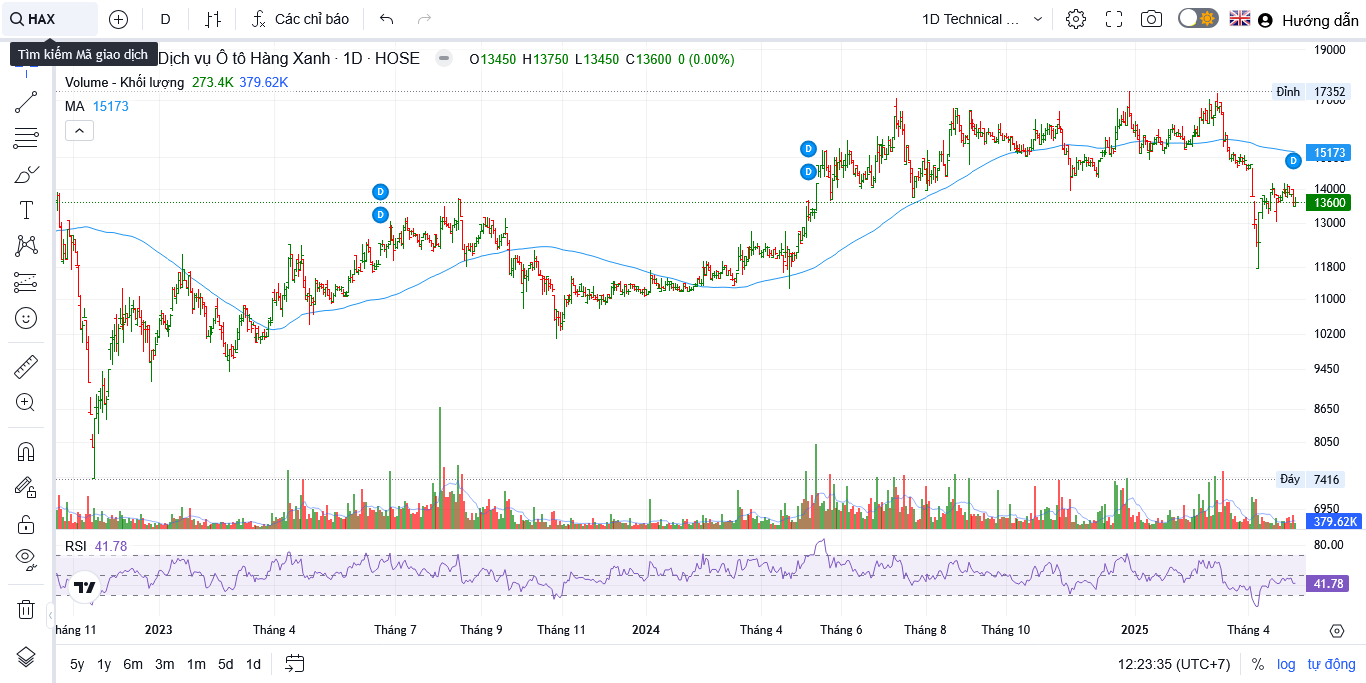 HAX
D
Các chỉ báo
1D Technical ...
Hướng dẫn
Tìm kiếm Mã giao dịch
Dịch vụ Ô tô Hàng Xanh · 1D · HOSE
O13450 H13750 L13450 C13600 0 (0.00%)
Volume - Khối lượng 273.4K 379.62K
MA 15173
19000
Đỉnh 17352
17000
15173
14000
13600
13000
11800
11000
10200
9450
8650
8050
Đáy 7416
6950
379.62K
D
D
D
D
D
RSI 41.78
80.00
41.78
háng 11
2023
Tháng 4
Tháng 7
Tháng 9
Tháng 11
2024
Tháng 4
Tháng 6
Tháng 8
Tháng 10
2025
Tháng 4
5y 1y 6m 3m 1m 5d 1d
12:23:35 (UTC+7)
%
log
tự động